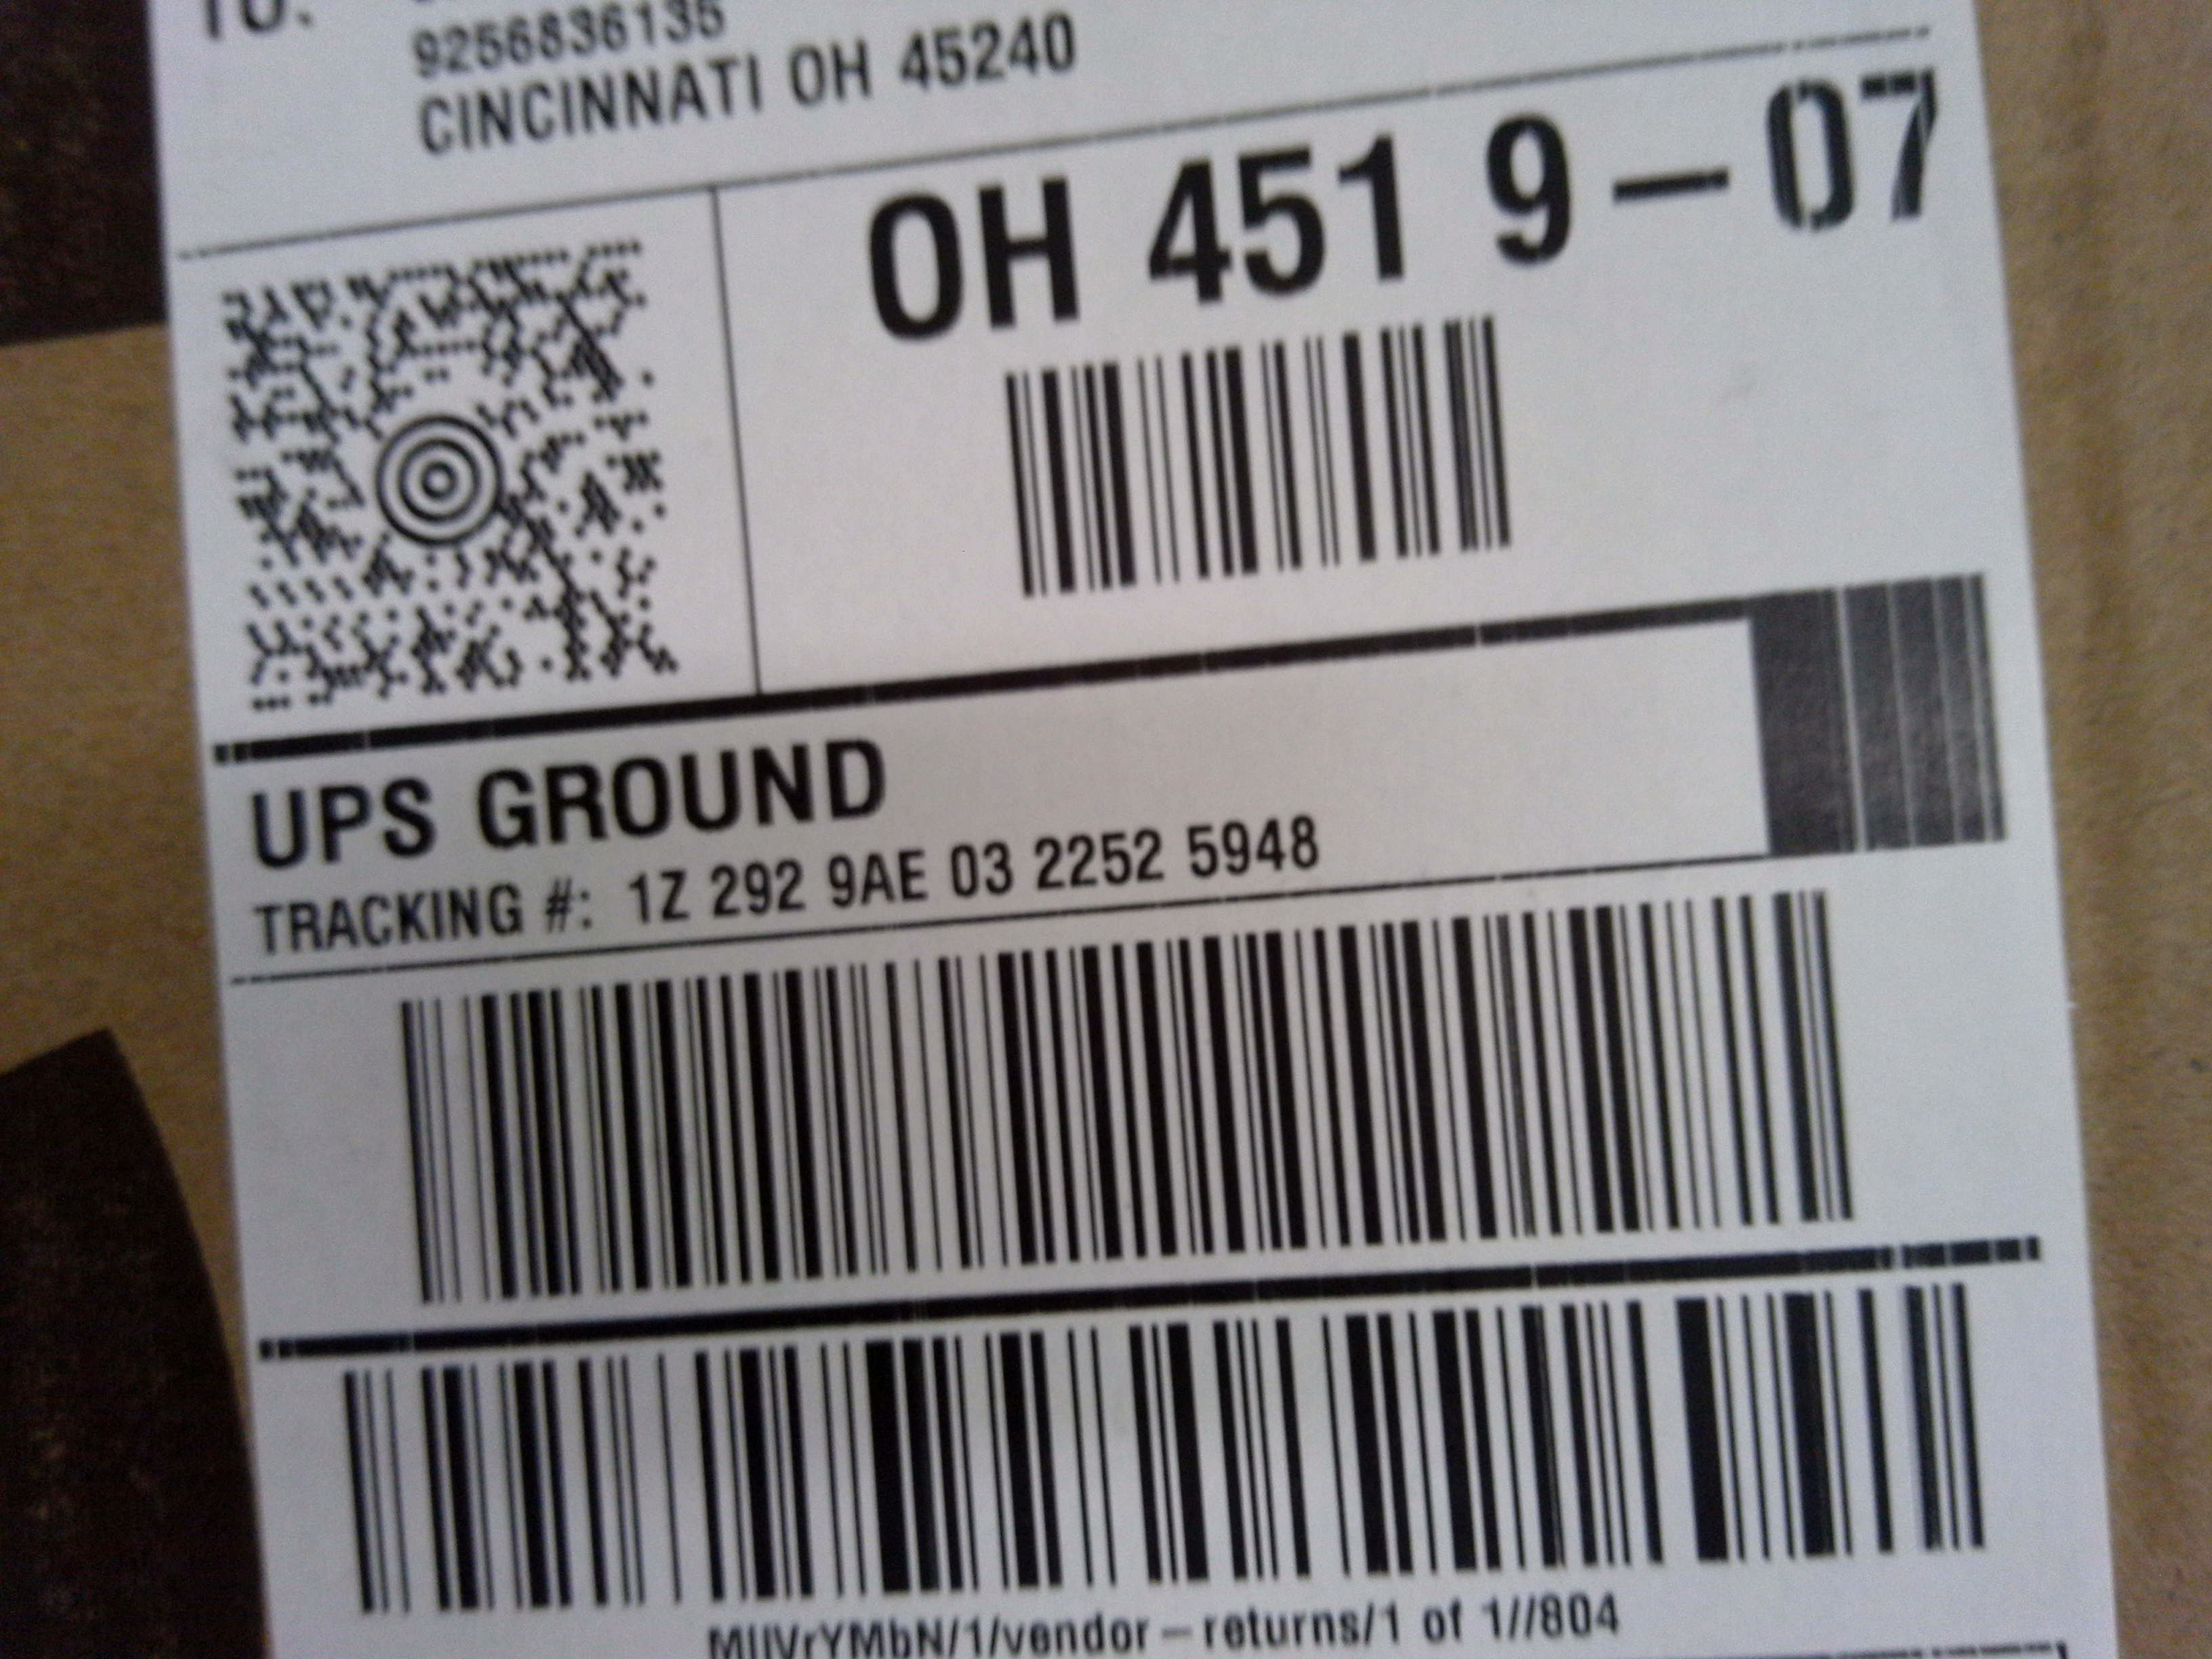 TO:
9256836135
CINCINNATI OH 45240
OH 451 9-07
UPS GROUND
TRACKING #: 1Z 292 9AE 03 2252 5948
MUVrYMbN/1/vendor-returns/1 of 1//804